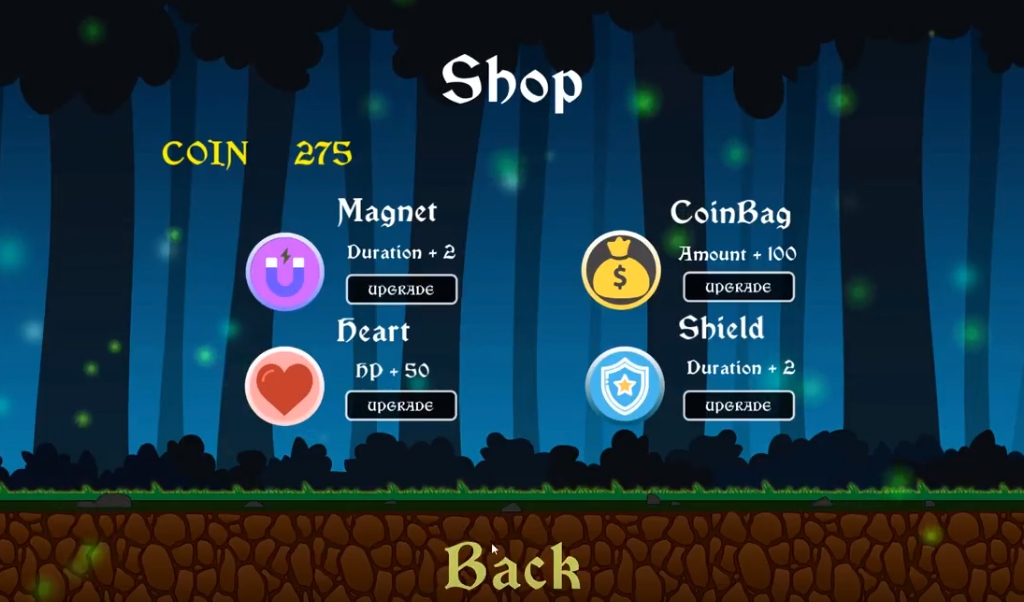 Shop
COIN 275
Magnet
Duration + 2
UPGRADE
CoinBag
Amount + 100
$
UPGRADE
Heart
HP + 50
UPGRADE
Shield
Duration + 2
UPGRADE
Back